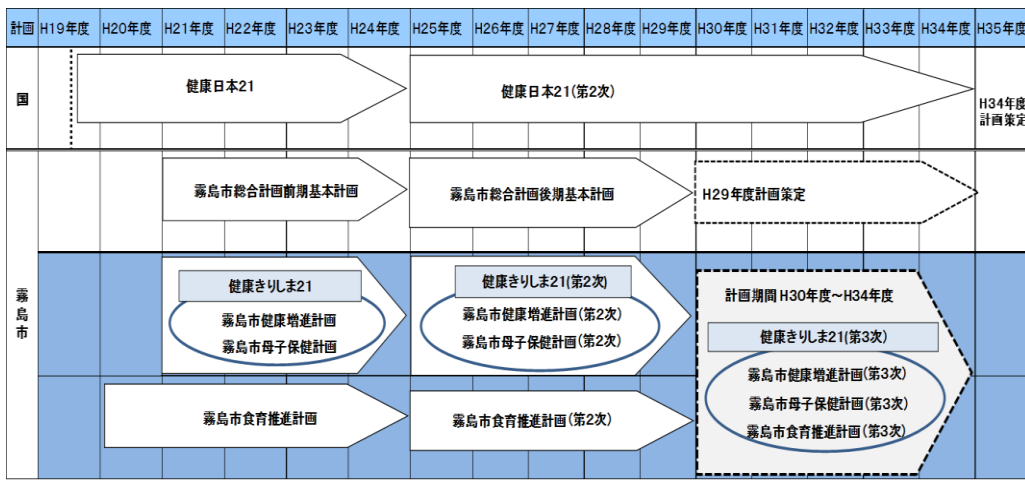 計画 H19年度 H20年度 H21年度 H22年度 H23年度 H24年度 H25年度 H26年度 H27年度 H28年度 H29年度 H30年度 H31年度 H32年度 H33年度 H34年度 H35年度
国
健康日本21
健康日本21(第2次)
H34年度
計画策定
霧島市
霧島市総合計画前期基本計画
霧島市総合計画後期基本計画
H29年度計画策定
健康きりしま21
霧島市健康増進計画
霧島市母子保健計画
健康きりしま21(第2次)
霧島市健康増進計画(第2次)
霧島市母子保健計画(第2次)
霧島市食育推進計画
霧島市食育推進計画(第2次)
計画期間 H30年度～H34年度
健康きりしま21(第3次)
霧島市健康増進計画(第3次)
霧島市母子保健計画(第3次)
霧島市食育推進計画(第3次)